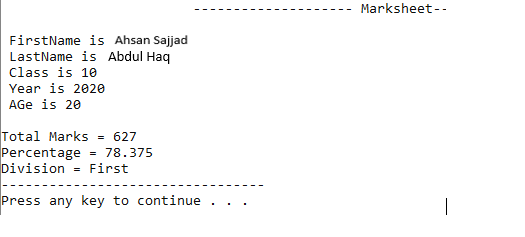 -------------------- Marksheet--
FirstName is Ahsan Sajjad
LastName is Abdul Haq
Class is 10
Year is 2020
AGe is 20
Total Marks = 627
Percentage = 78.375
Division = First
---------------------------------
Press any key to continue . . .